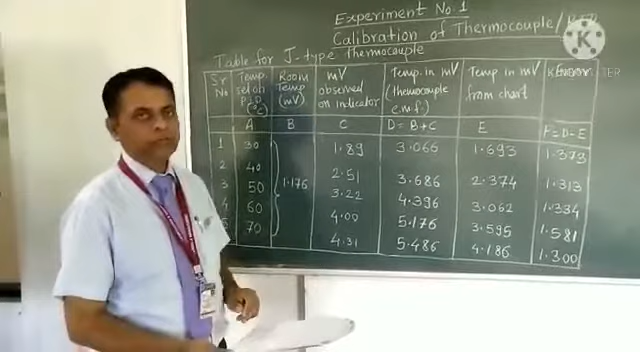 Experiment No. 1
Calibration of Thermocouple/
Table for J-type thermocouple
Sr No | Temp set on PID (°C) | Room Temp (mV) | mV observed on indicator | Temp. in mV (themocouple e.m.f.) | Temp in mV from chart | Error
A | B | C | D = B+C | E | F = D-E
1 | 30 | 1.89 | 3.066 | 1.693 | 1.373
2 | 40 | 2.51 | 3.686 | 2.374 | 1.313
3 | 50 | 1.176 | 3.22 | 4.396 | 3.062 | 1.334
4 | 60 | 4.00 | 5.176 | 3.595 | 1.581
70 | 4.31 | 5.486 | 4.186 | 1.300
KINEMASTER